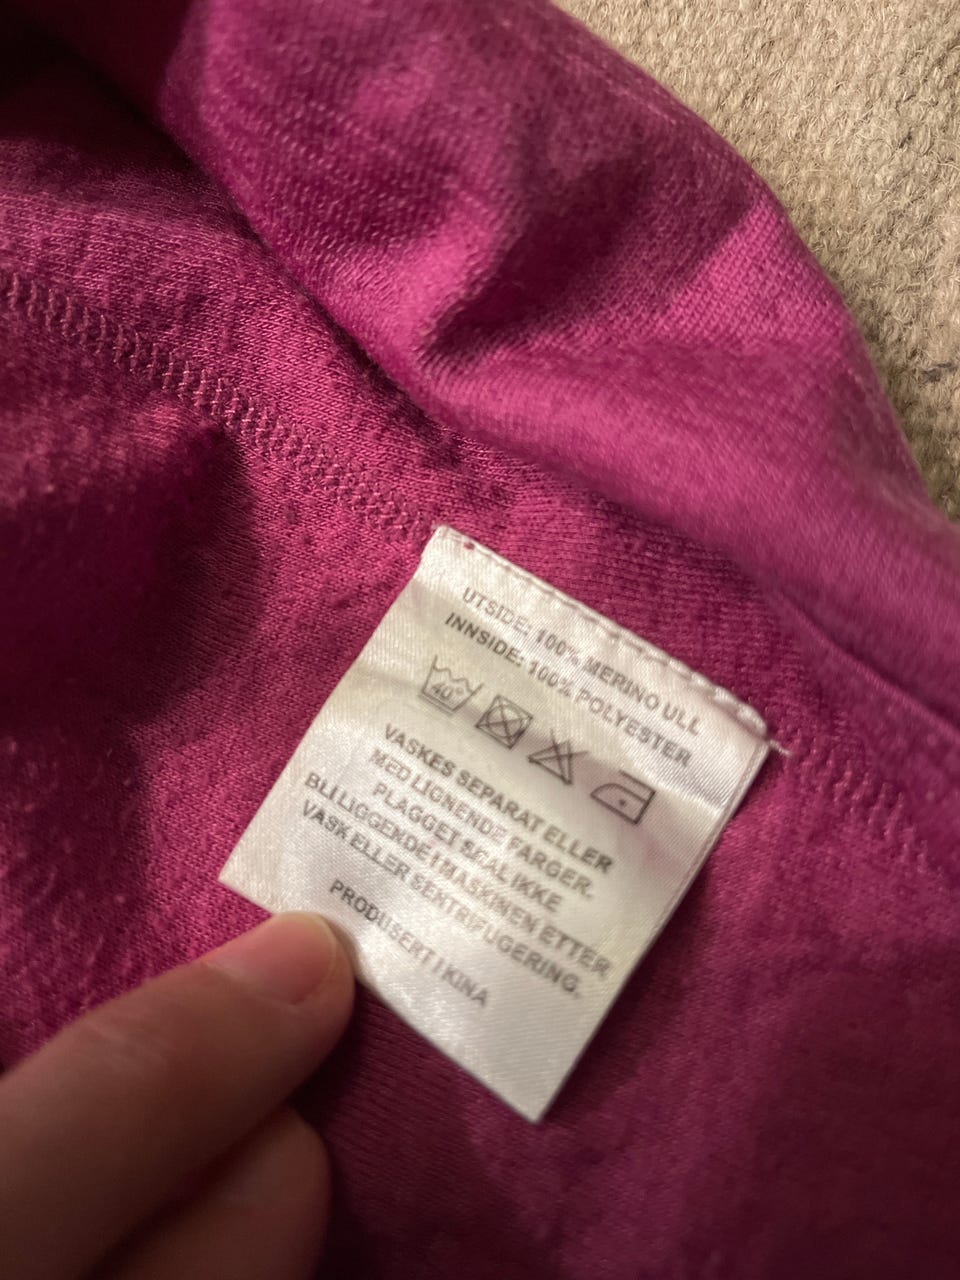 UTSIDE: 100% MERINO ULL
INNSIDE: 100% POLYESTER
40°
VASKES SEPARAT ELLER
MED LIGNENDE FARGER.
PLAGGET SKAL IKKE
BLI LIGGENDE I MASKINEN ETTER
VASK ELLER SENTRIFUGERING.
PRODUSERT I KINA